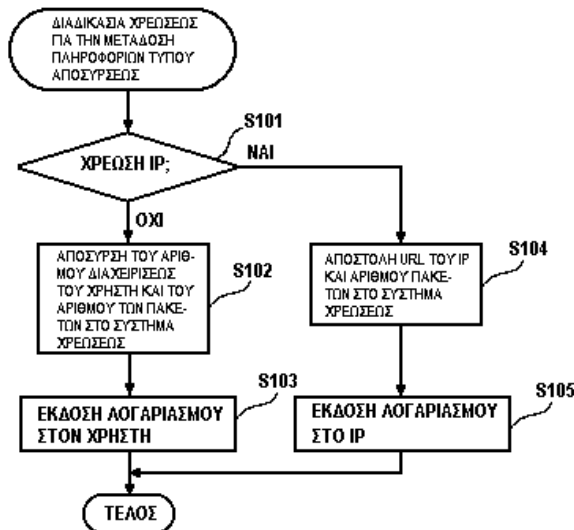 ΔΙΑΔΙΚΑΣΙΑ ΧΡΕΩΣΕΩΣ
ΓΙΑ ΤΗΝ ΜΕΤΑΔΟΣΗ
ΠΛΗΡΟΦΟΡΙΩΝ ΤΥΠΟΥ
ΑΠΟΣΥΡΣΕΩΣ
S101
ΧΡΕΩΣΗ IP;
ΝΑΙ
ΟΧΙ
ΑΠΟΣΥΡΣΗ ΤΟΥ ΑΡΙΘ-
ΜΟΥ ΔΙΑΧΕΙΡΙΣΕΩΣ
ΤΟΥ ΧΡΗΣΤΗ ΚΑΙ ΤΟΥ
ΑΡΙΘΜΟΥ ΤΩΝ ΠΑΚΕ-
ΤΩΝ ΣΤΟ ΣΥΣΤΗΜΑ
ΧΡΕΩΣΕΩΣ
S102
ΑΠΟΣΤΟΛΗ URL ΤΟΥ IP
ΚΑΙ ΑΡΙΘΜΟΥ ΠΑΚΕ-
ΤΩΝ ΣΤΟ ΣΥΣΤΗΜΑ
ΧΡΕΩΣΕΩΣ
S104
ΕΚΔΟΣΗ ΛΟΓΑΡΙΑΣΜΟΥ
ΣΤΟΝ ΧΡΗΣΤΗ
S103
ΕΚΔΟΣΗ ΛΟΓΑΡΙΑΣΜΟΥ
ΣΤΟ IP
S105
ΤΕΛΟΣ